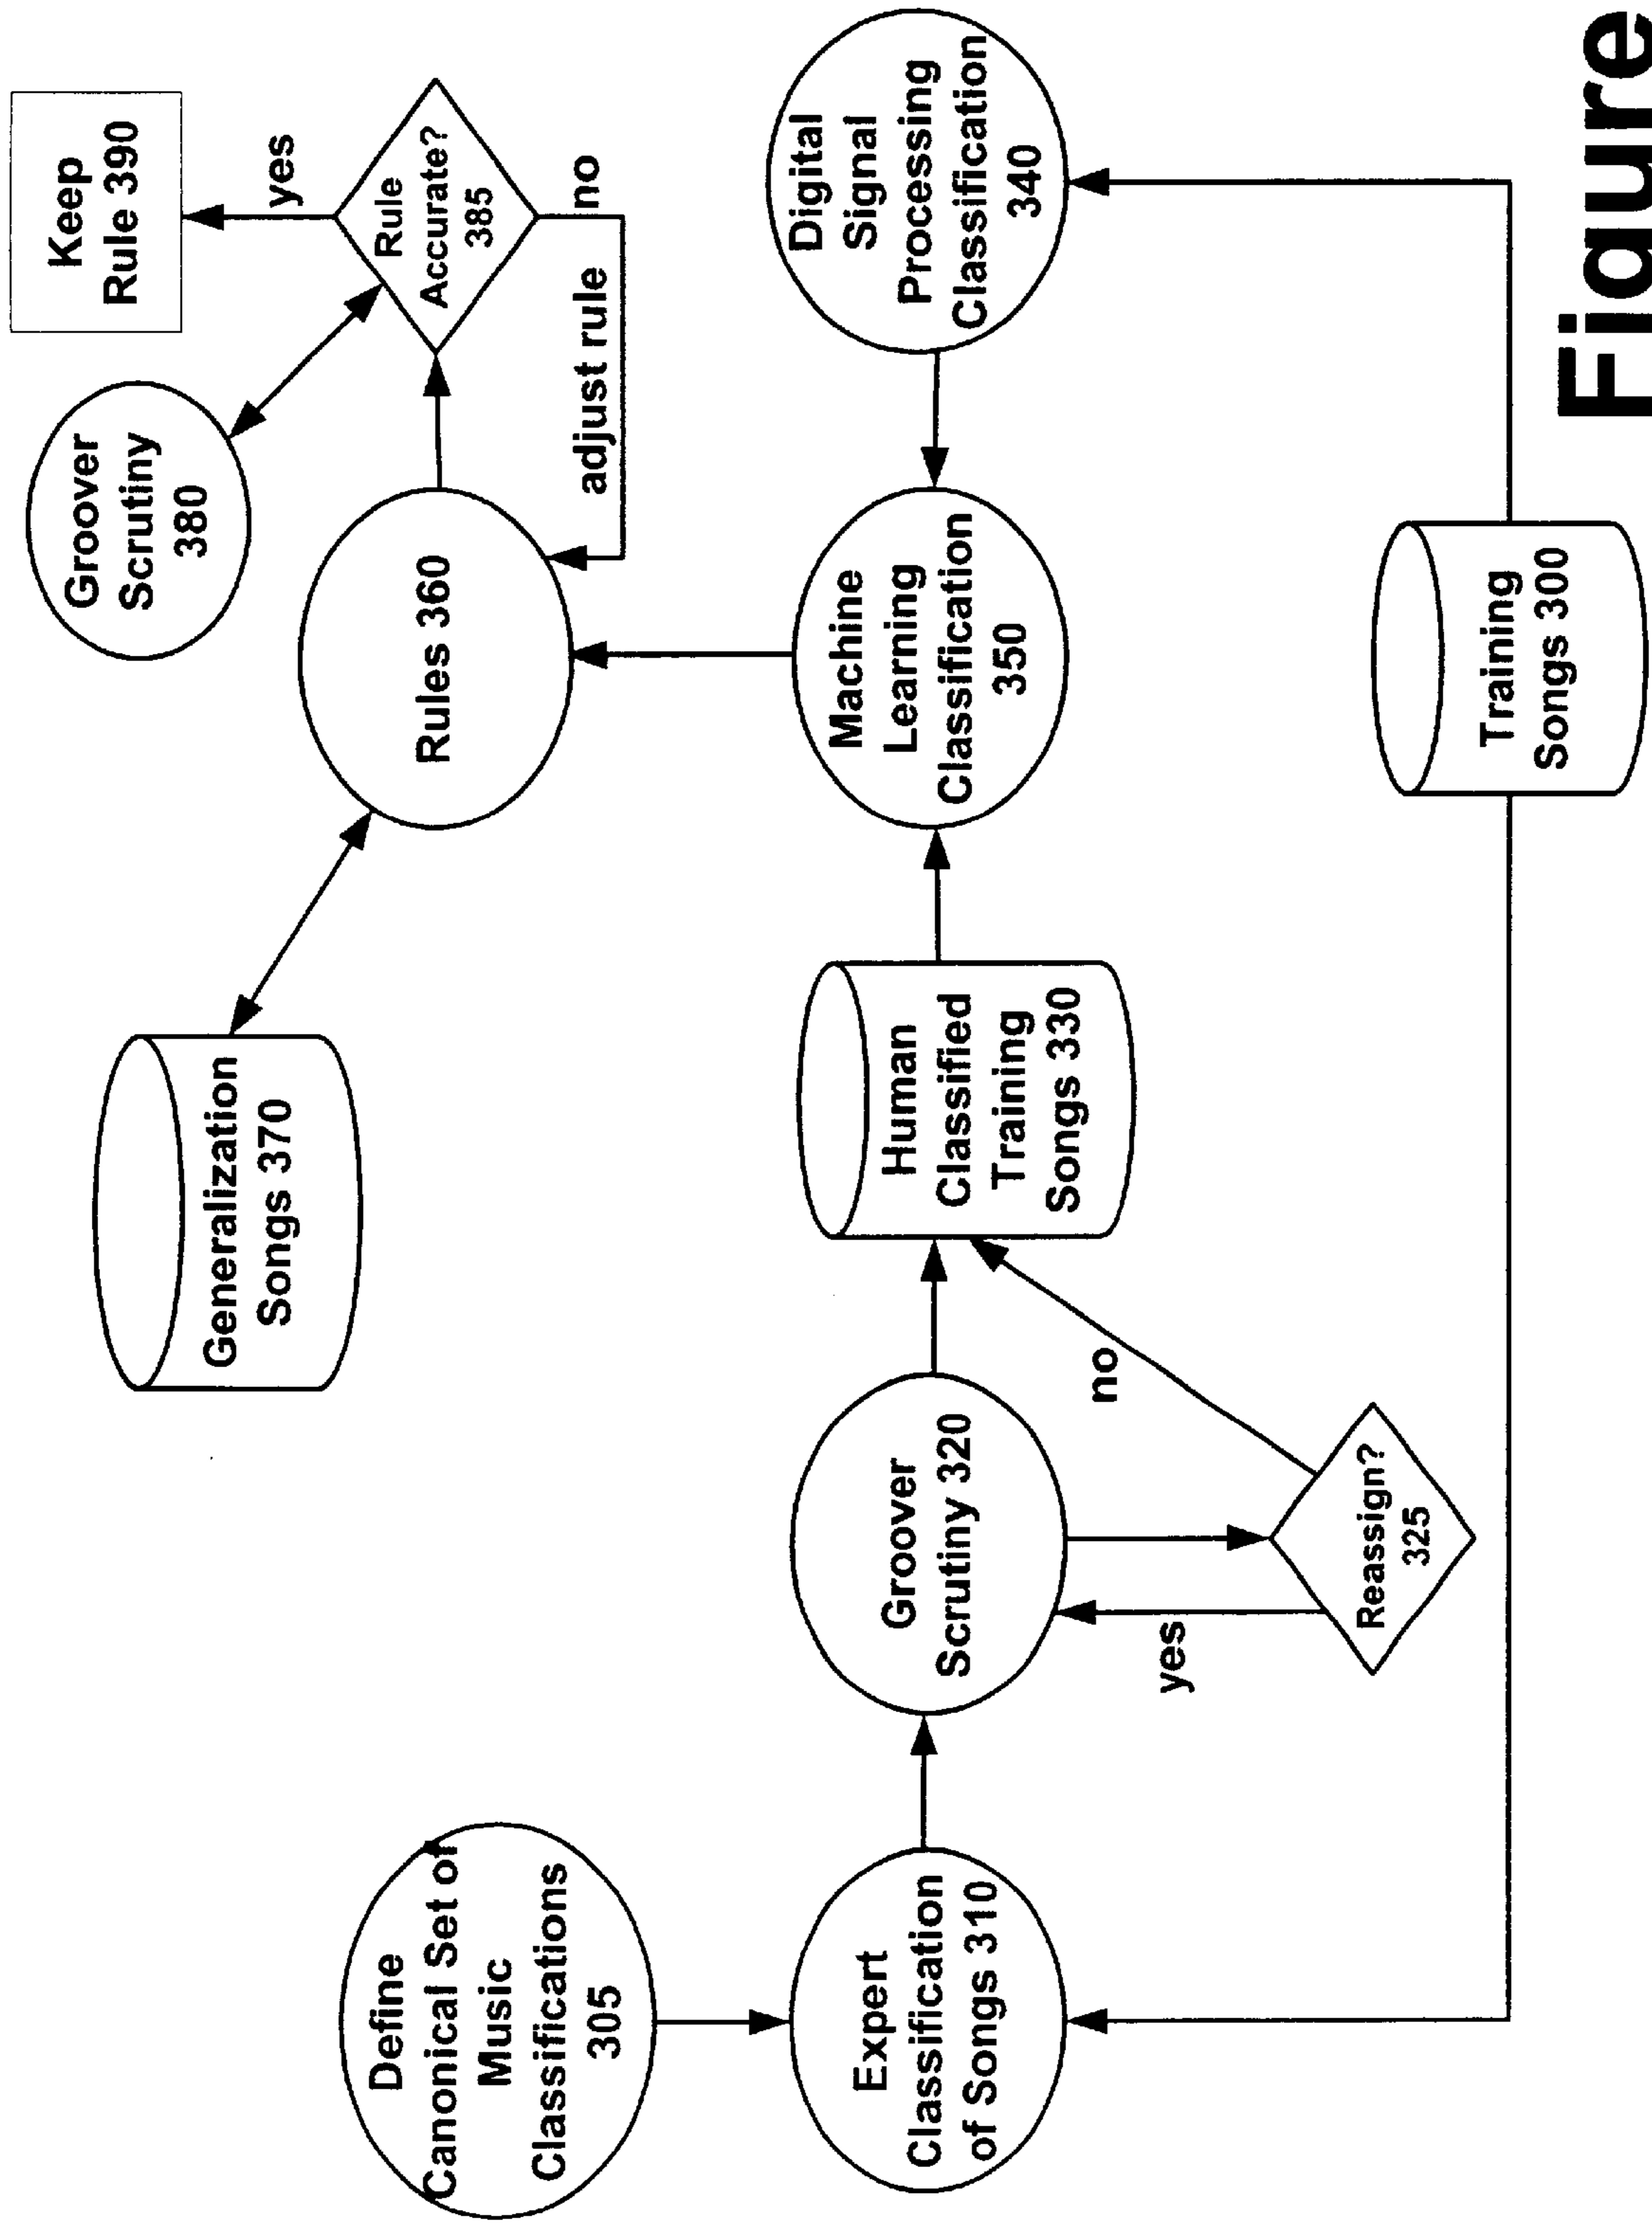 Define
Canonical Set of
Music
Classifications
305
Expert
Classification
of Songs 310
Groover
Scrutiny 320
yes
Reassign?
325
no
Human
Classified
Training
Songs 330
Generalization
Songs 370
Machine
Learning
Classification
350
Rules 360
Groover
Scrutiny
380
Keep
Rule 390
yes
Rule
Accurate?
385
no
adjust rule
Digital
Signal
Processing
Classification
340
Training
Songs 300
Figure